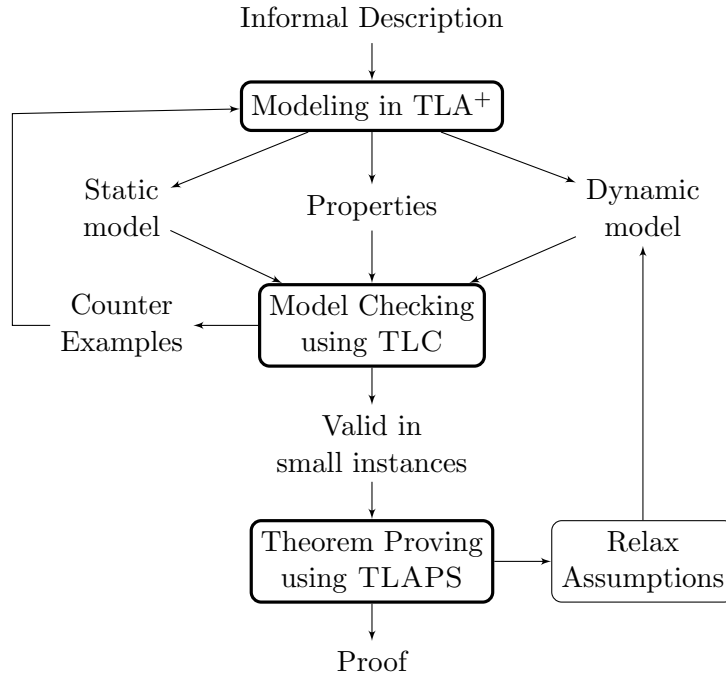 Informal Description
Modeling in TLA+
Static
model
Properties
Dynamic
model
Counter
Examples
Model Checking
using TLC
Valid in
small instances
Theorem Proving
using TLAPS
Relax
Assumptions
Proof